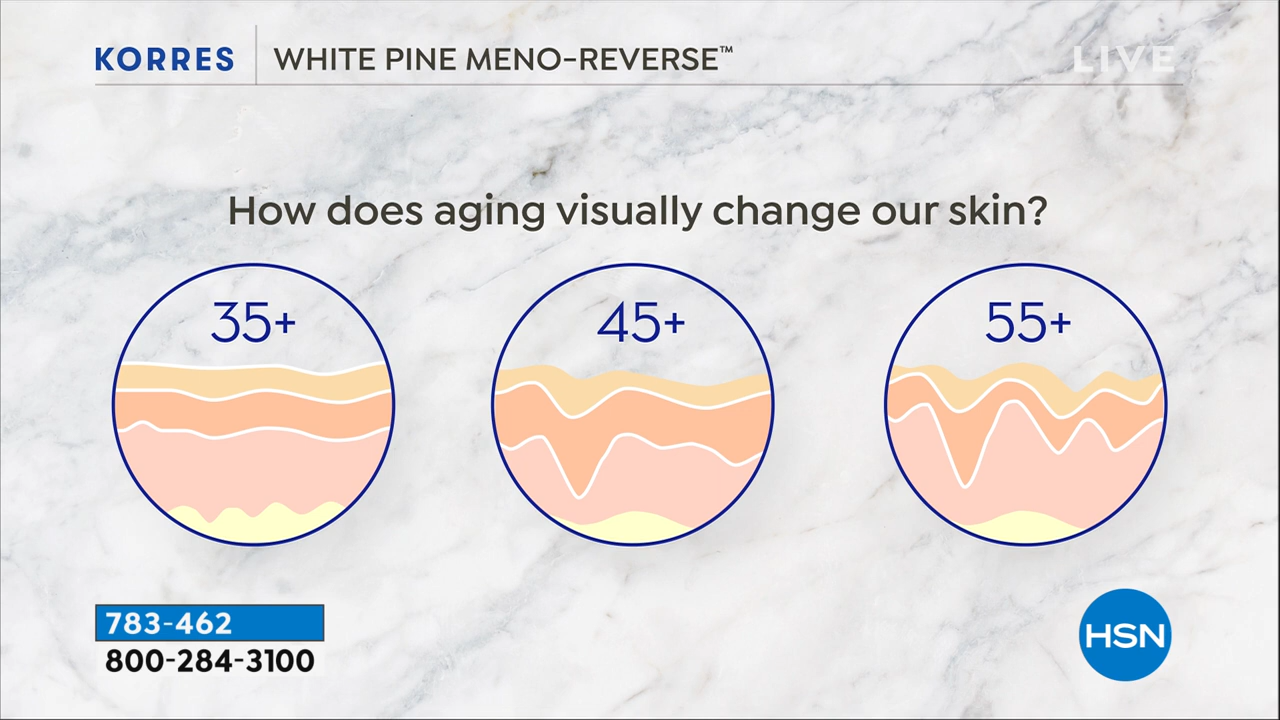 KORRES
WHITE PINE MENO-REVERSE™
LIVE
How does aging visually change our skin?
35+
45+
55+
783-462
800-284-3100
HSN